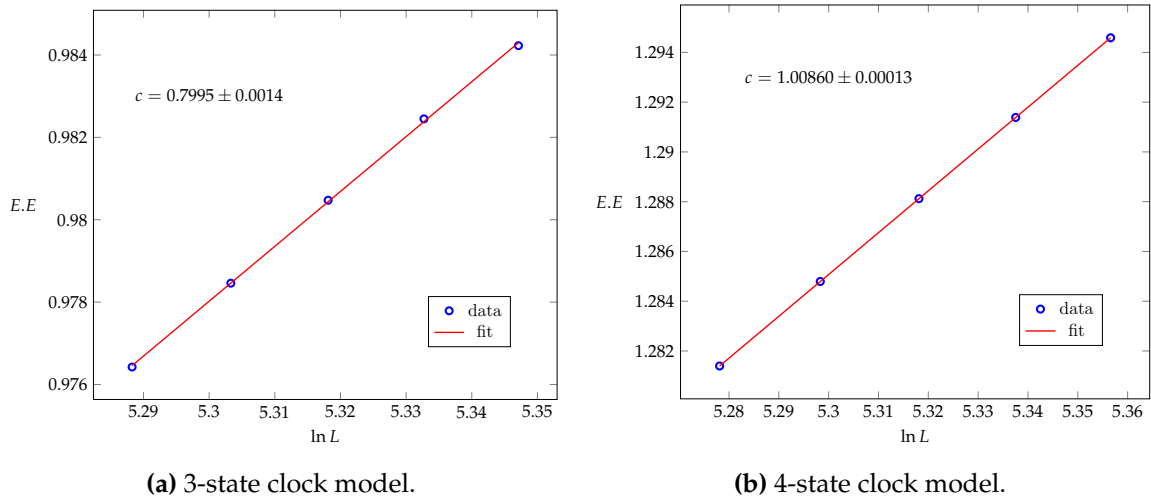 0.984
0.982
0.98
0.978
0.976
E.E
c = 0.7995 ± 0.0014
data
fit
5.29 5.3 5.31 5.32 5.33 5.34 5.35
ln L
(a) 3-state clock model.
1.294
1.292
1.29
1.288
1.286
1.284
1.282
E.E
c = 1.00860 ± 0.00013
data
fit
5.28 5.29 5.3 5.31 5.32 5.33 5.34 5.35 5.36
ln L
(b) 4-state clock model.